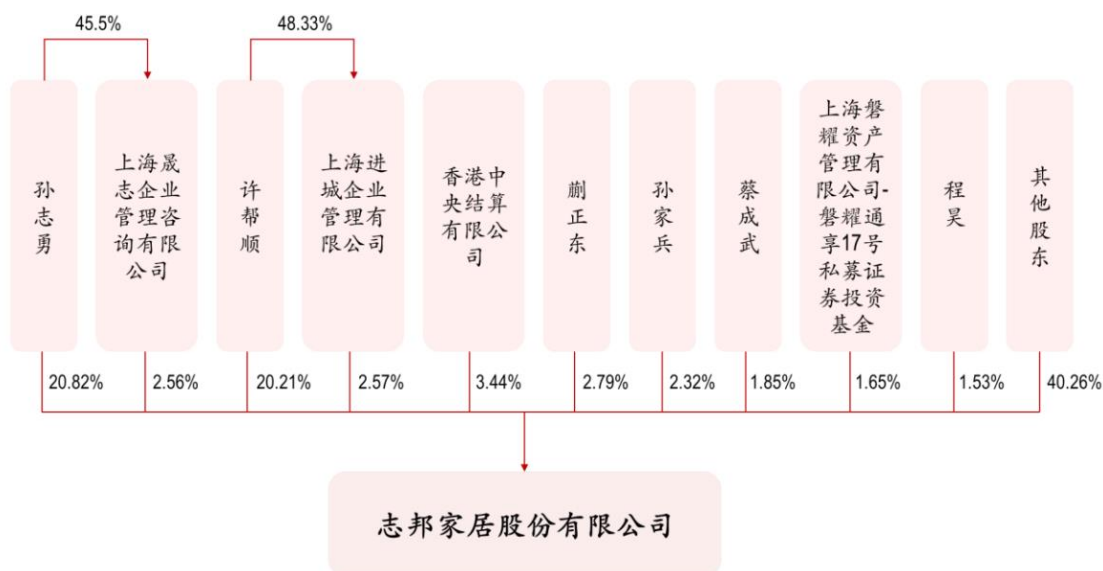 45.5%
48.33%
孙志勇
上海晟
志企业
管理咨
询有限
公司
许帮顺
上海进
城企业
管理有
限公司
香港中
央结算
有限公
司
蒯正东
孙家兵
蔡成武
上海磐
耀资产
管理有
限公司-
磐耀通
享17号
私募证
券投资
基金
程昊
其他股东
20.82%
2.56%
20.21%
2.57%
3.44%
2.79%
2.32%
1.85%
1.65%
1.53%
40.26%
志邦家居股份有限公司